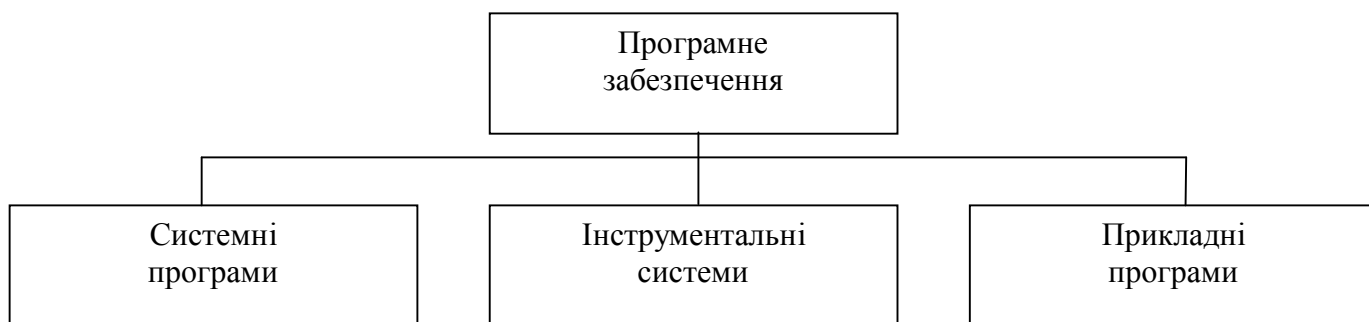 Програмне
забезпечення
Системні
програми
Інструментальні
системи
Прикладні
програми